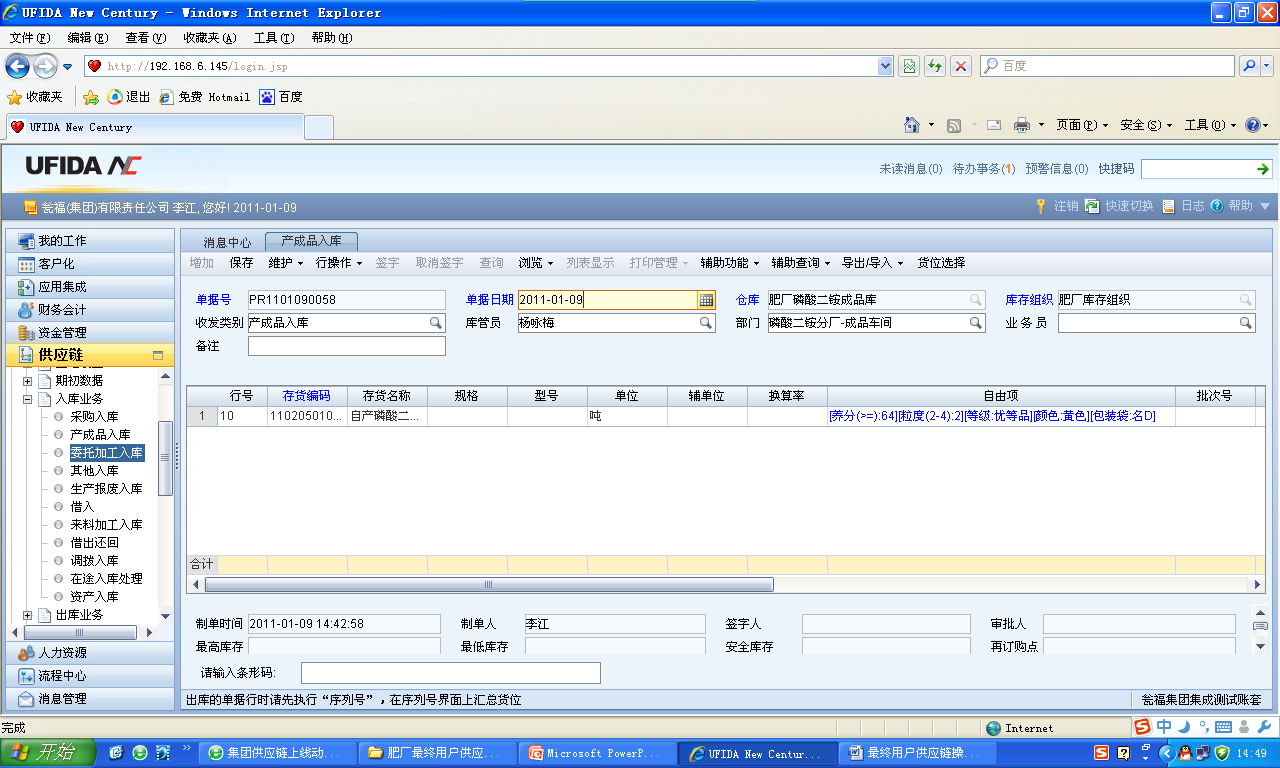 UFIDA New Century - Windows Internet Explorer
文件(F) 编辑(E) 查看(V) 收藏夹(A) 工具(T) 帮助(H)
http://192.168.6.145/login.jsp 百度
收藏夹 退出 免费 Hotmail 百度
UFIDA New Century 页面(P) 安全(S) 工具(O)
UFIDA NC 未读消息(0) 待办事务(1) 预警信息(0) 快捷码
瓮福(集团)有限责任公司 李江, 您好! 2011-01-09 注销 快速切换 日志 帮助
我的工作
客户化
应用集成
财务会计
资金管理
供应链
期初数据
入库业务
采购入库
产成品入库
委托加工入库
其他入库
生产报废入库
借入
来料加工入库
借出还回
调拨入库
在途入库处理
资产入库
出库业务
人力资源
流程中心
消息管理
消息中心 产成品入库
增加 保存 维护 行操作 签字 取消签字 查询 浏览 列表显示 打印管理 辅助功能 辅助查询 导出/导入 货位选择
单据号 PR1101090058 单据日期 2011-01-09 仓库 肥厂磷酸二铵成品库 库存组织 肥厂库存组织
收发类别 产成品入库 库管员 杨咏梅 部门 磷酸二铵分厂-成品车间 业务员
备注
行号 存货编码 存货名称 规格 型号 单位 辅单位 换算率 自由项 批次号
1 10 110205010... 自产磷酸二... 吨 [养分(>=):64][粒度(2-4):2][等级:优等品][颜色:黄色][包装袋:名D]
合计
制单时间 2011-01-09 14:42:58 制单人 李江 签字人 审批人
最高库存 最低库存 安全库存 再订购点
请输入条形码:
出库的单据行时请先执行“序列号”,在序列号界面上汇总货位 瓮福集团集成测试账套
完成 Internet 中
开始 集团供应链上线动... 肥厂最终用户供应... Microsoft PowerP... UFIDA New Centur... 最终用户供应链操... 14:49